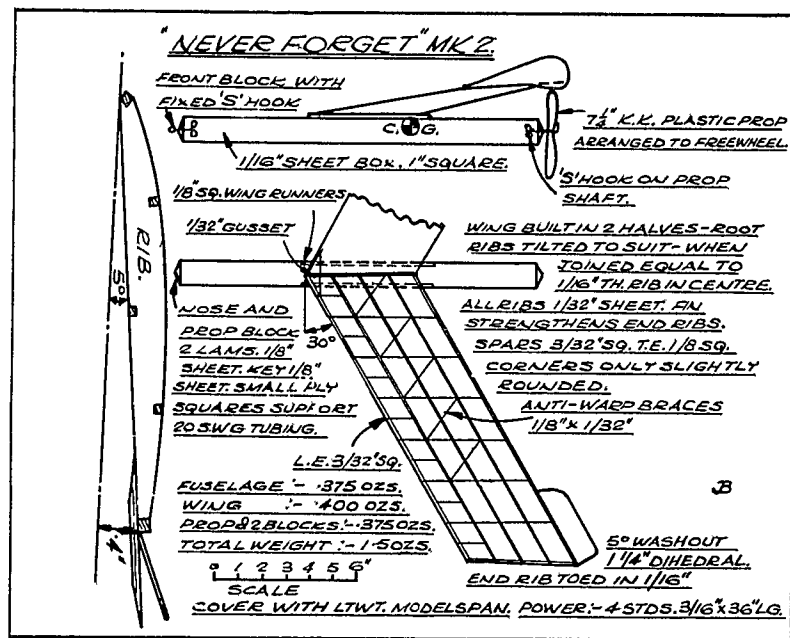 "NEVER FORGET" MK 2.
FRONT BLOCK WITH
FIXED 'S' HOOK
C. G.
7¼" K.K. PLASTIC PROP
ARRANGED TO FREEWHEEL.
1/16" SHEET BOX. 1" SQUARE.
'S' HOOK ON PROP
SHAFT.
1/8" SQ. WING RUNNERS
1/32" GUSSET
RIB.
5°
WING BUILT IN 2 HALVES-ROOT
RIBS TILTED TO SUIT-WHEN
JOINED EQUAL TO
1/16" TH. RIB IN CENTRE.
ALL RIBS 1/32" SHEET. FIN
STRENGTHENS END RIBS.
SPARS 3/32" SQ. T.E. 1/8 SQ.
CORNERS ONLY SLIGHTLY
ROUNDED.
ANTI-WARP BRACES
1/8" x 1/32"
NOSE AND
PROP BLOCK
2 LAMS. 1/8"
SHEET. KEY 1/8"
SHEET. SMALL PLY
SQUARES SUPPORT
20 SWG TUBING.
30°
L.E. 3/32" SQ.
FUSELAGE :- .375 OZS.
WING :- .400 OZS.
PROP & 2 BLOCKS :- .375 OZS.
TOTAL WEIGHT :- 1.5 OZS.
0 1 2 3 4 5 6"
SCALE
.4"
JB
5° WASHOUT
1 1/4" DIHEDRAL.
END RIB TOED IN 1/16"
COVER WITH LTWT. MODELSPAN. POWER:- 4 STDS. 3/16" x 36" LG.